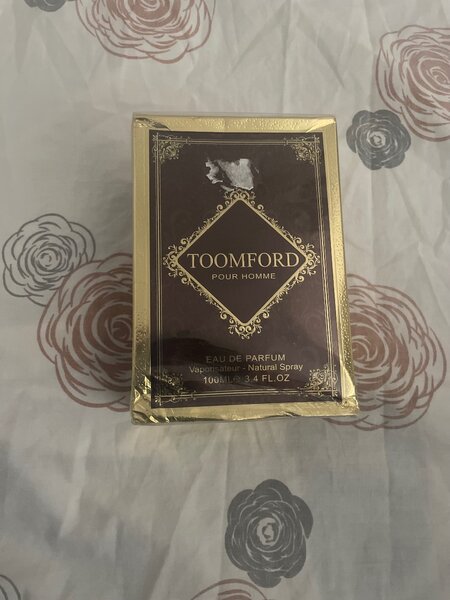 TOOMFORD
POUR HOMME
EAU DE PARFUM
Vaporisateur - Natural Spray
100ML℮ 3.4 FL.OZ